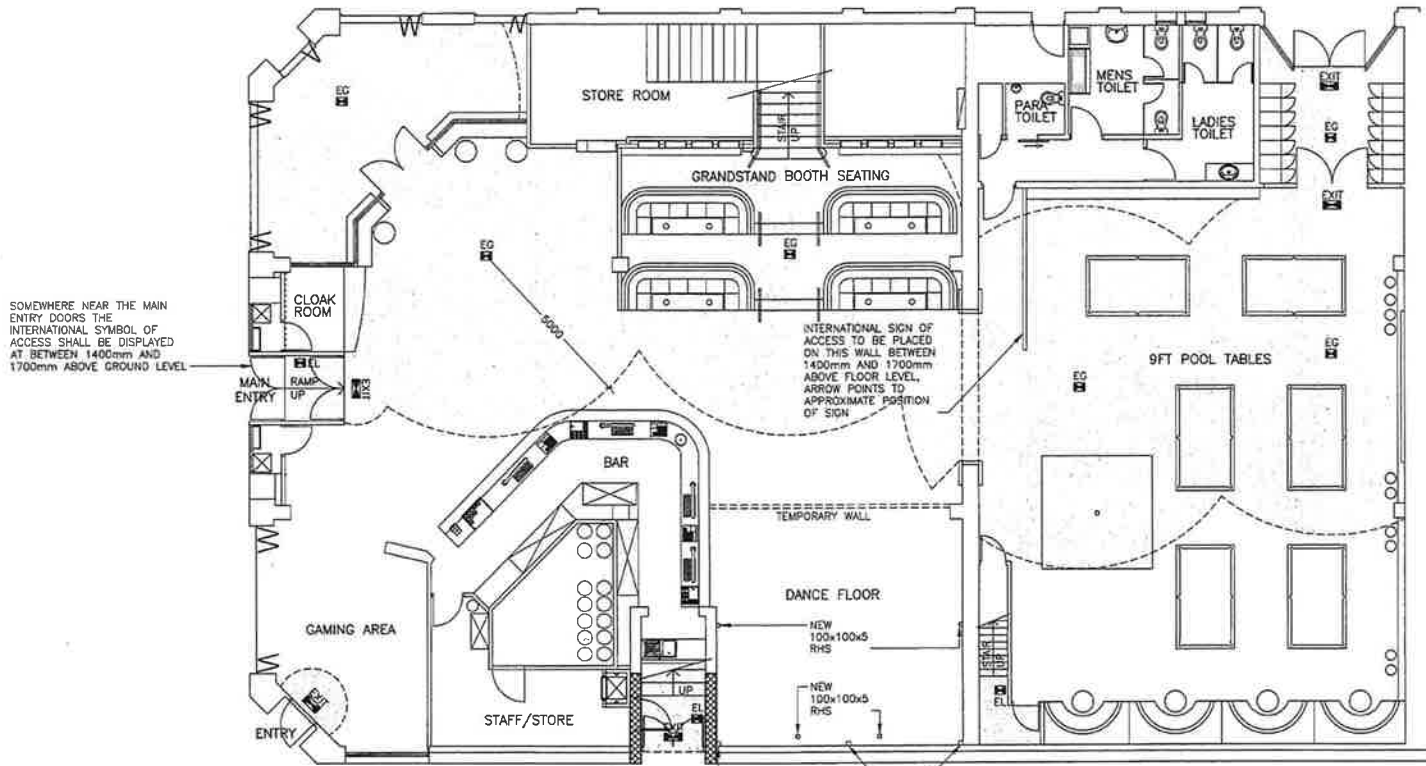 EG
STORE ROOM
STAIR
UP
PARA
TOILET
MENS
TOILET
LADIES
TOILET
EXIT
EG
EXIT
GRANDSTAND BOOTH SEATING
EG
EG
CLOAK
ROOM
SOMEWHERE NEAR THE MAIN
ENTRY DOORS THE
INTERNATIONAL SYMBOL OF
ACCESS SHALL BE DISPLAYED
AT BETWEEN 1400mm AND
1700mm ABOVE GROUND LEVEL
EL
MAIN
ENTRY
RAMP
UP
EXIT
5000
INTERNATIONAL SIGN OF
ACCESS TO BE PLACED
ON THIS WALL BETWEEN
1400mm AND 1700mm
ABOVE FLOOR LEVEL,
ARROW POINTS TO
APPROXIMATE POSITION
OF SIGN
9FT POOL TABLES
EG
EG
BAR
TEMPORARY WALL
DANCE FLOOR
GAMING AREA
NEW
100x100x5
RHS
NEW
100x100x5
RHS
STAIR
UP
EL
UP
EL
EXIT
STAFF/STORE
EXIT
ENTRY